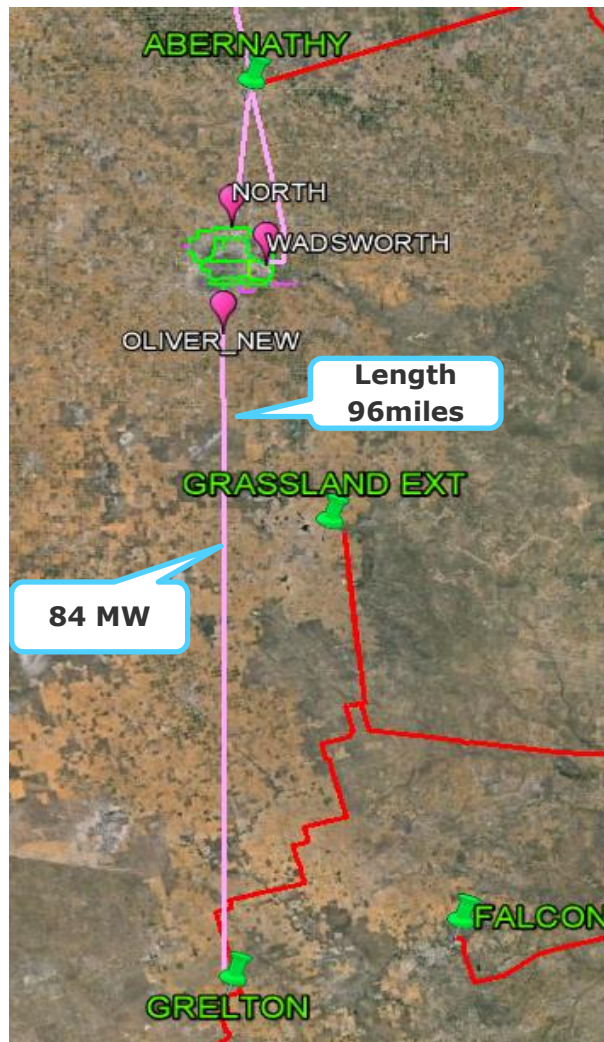 ABERNATHY
NORTH
WADSWORTH
OLIVER_NEW
Length
96miles
GRASSLAND EXT
84 MW
FALCON
GRELTON